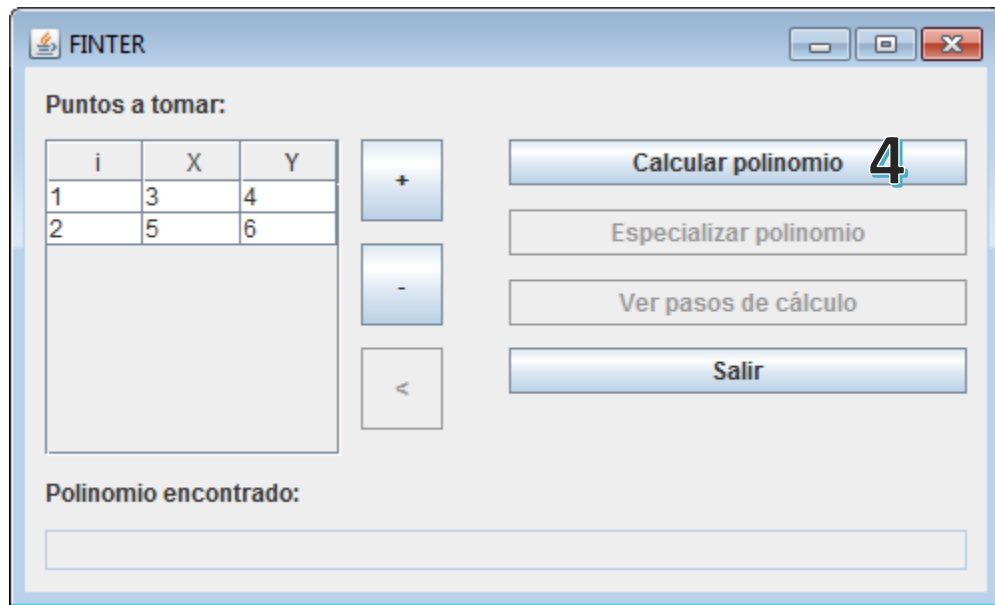 FINTER
Puntos a tomar:
i X Y
1 3 4
2 5 6
+
-
<
Calcular polinomio 4
Especializar polinomio
Ver pasos de cálculo
Salir
Polinomio encontrado: